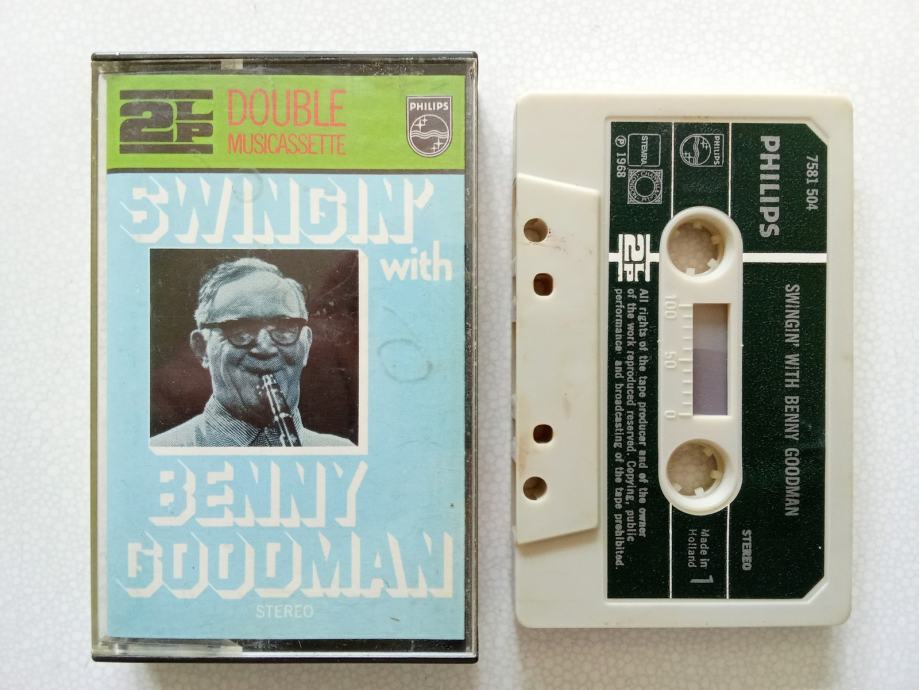 2LP
DOUBLE
MUSICASSETTE
PHILIPS
SWINGIN'
with
BENNY
GOODMAN
STEREO
7581 504
PHILIPS
SWINGIN' WITH BENNY GOODMAN
STEREO
PHILIPS
Made in
Holland
1
STEMRA
℗ 1968
2LP
100 50 0
All rights of the tape producer and of the owner
of the work reproduced reserved. Copying, public
performance and broadcasting of the tape prohibited.